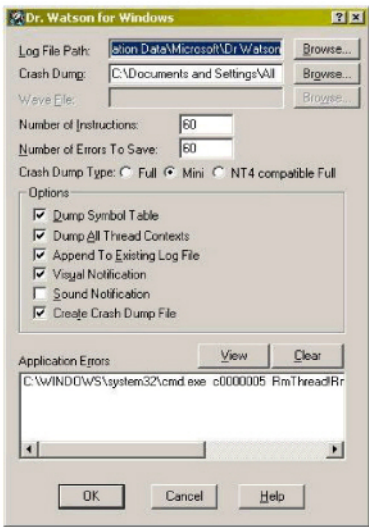 Dr. Watson for Windows
Log File Path: ation Data\Microsoft\Dr Watson Browse...
Crash Dump: C:\Documents and Settings\All Browse...
Wave File: Browse...
Number of Instructions: 60
Number of Errors To Save: 60
Crash Dump Type: Full Mini NT4 compatible Full
Options
Dump Symbol Table
Dump All Thread Contexts
Append To Existing Log File
Visual Notification
Sound Notification
Create Crash Dump File
Application Errors View Clear
C:\WINDOWS\system32\cmd.exe c0000005 RmThread!Rr
OK Cancel Help